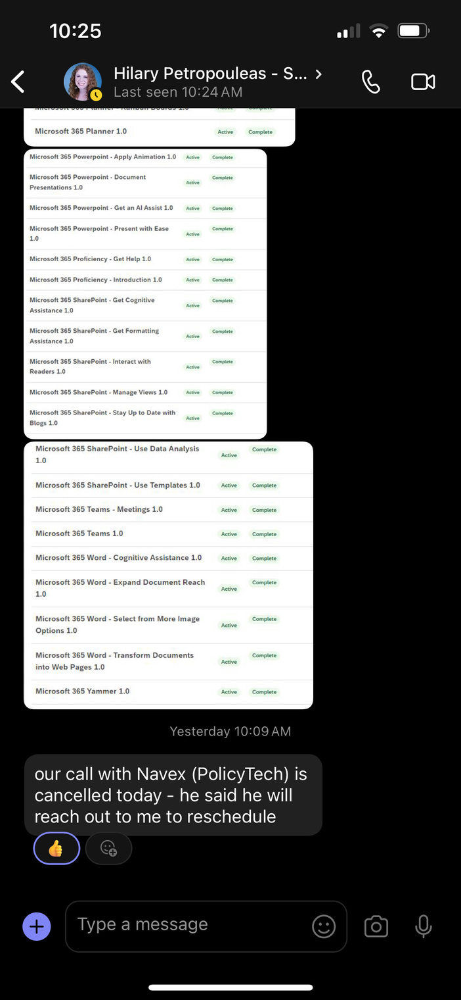 10:25
Hilary Petropouleas - S...
Last seen 10:24 AM
Microsoft 365 Planner - Kanban Boards 1.0 Active Complete
Microsoft 365 Planner 1.0 Active Complete
Microsoft 365 Powerpoint - Apply Animation 1.0 Active Complete
Microsoft 365 Powerpoint - Document Complete
Presentations 1.0 Active
Microsoft 365 Powerpoint - Get an AI Assist 1.0 Active Complete
Microsoft 365 Powerpoint - Present with Ease Complete
1.0 Active
Microsoft 365 Proficiency - Get Help 1.0 Active Complete
Microsoft 365 Proficiency - Introduction 1.0 Active Complete
Microsoft 365 SharePoint - Get Cognitive Complete
Assistance 1.0 Active
Microsoft 365 SharePoint - Get Formatting Complete
Assistance 1.0 Active
Microsoft 365 SharePoint - Interact with Complete
Readers 1.0 Active
Microsoft 365 SharePoint - Manage Views 1.0 Active Complete
Microsoft 365 SharePoint - Stay Up to Date with Complete
Blogs 1.0 Active
Microsoft 365 SharePoint - Use Data Analysis Complete
1.0 Active
Microsoft 365 SharePoint - Use Templates 1.0 Active Complete
Microsoft 365 Teams - Meetings 1.0 Active Complete
Microsoft 365 Teams 1.0 Active Complete
Microsoft 365 Word - Cognitive Assistance 1.0 Active Complete
Microsoft 365 Word - Expand Document Reach Complete
1.0 Active
Microsoft 365 Word - Select from More Image Complete
Options 1.0 Active
Microsoft 365 Word - Transform Documents Complete
into Web Pages 1.0 Active
Microsoft 365 Yammer 1.0 Active Complete
Yesterday 10:09 AM
our call with Navex (PolicyTech) is
cancelled today - he said he will
reach out to me to reschedule
Type a message